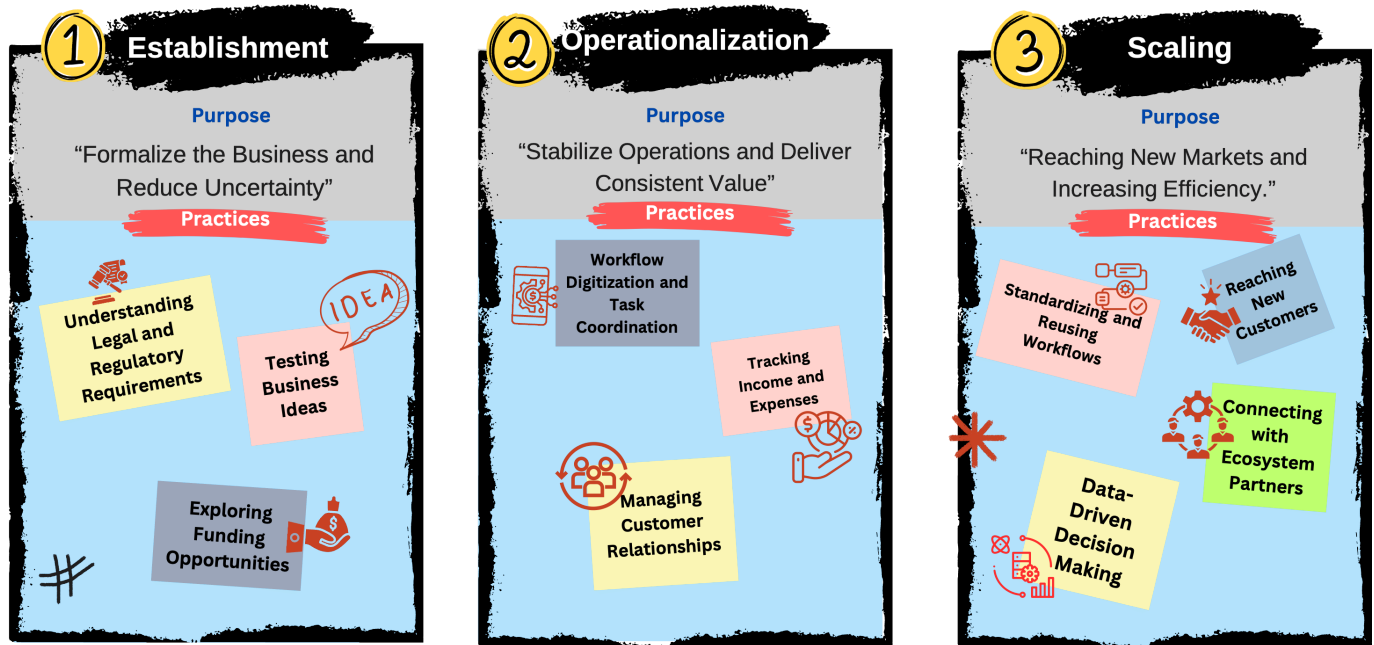 1
Establishment
Purpose
“Formalize the Business and
Reduce Uncertainty”
Practices
Understanding
Legal and
Regulatory
Requirements
IDEA
Testing
Business
Ideas
Exploring
Funding
Opportunities
$
2
Operationalization
Purpose
“Stabilize Operations and Deliver
Consistent Value”
Practices
Workflow
Digitization and
Task
Coordination
$
Tracking
Income and
Expenses
$
%
Managing
Customer
Relationships
3
Scaling
Purpose
“Reaching New Markets and
Increasing Efficiency.”
Practices
Standardizing and
Reusing
Workflows
Reaching
New
Customers
Connecting
with
Ecosystem
Partners
Data-
Driven
Decision
Making